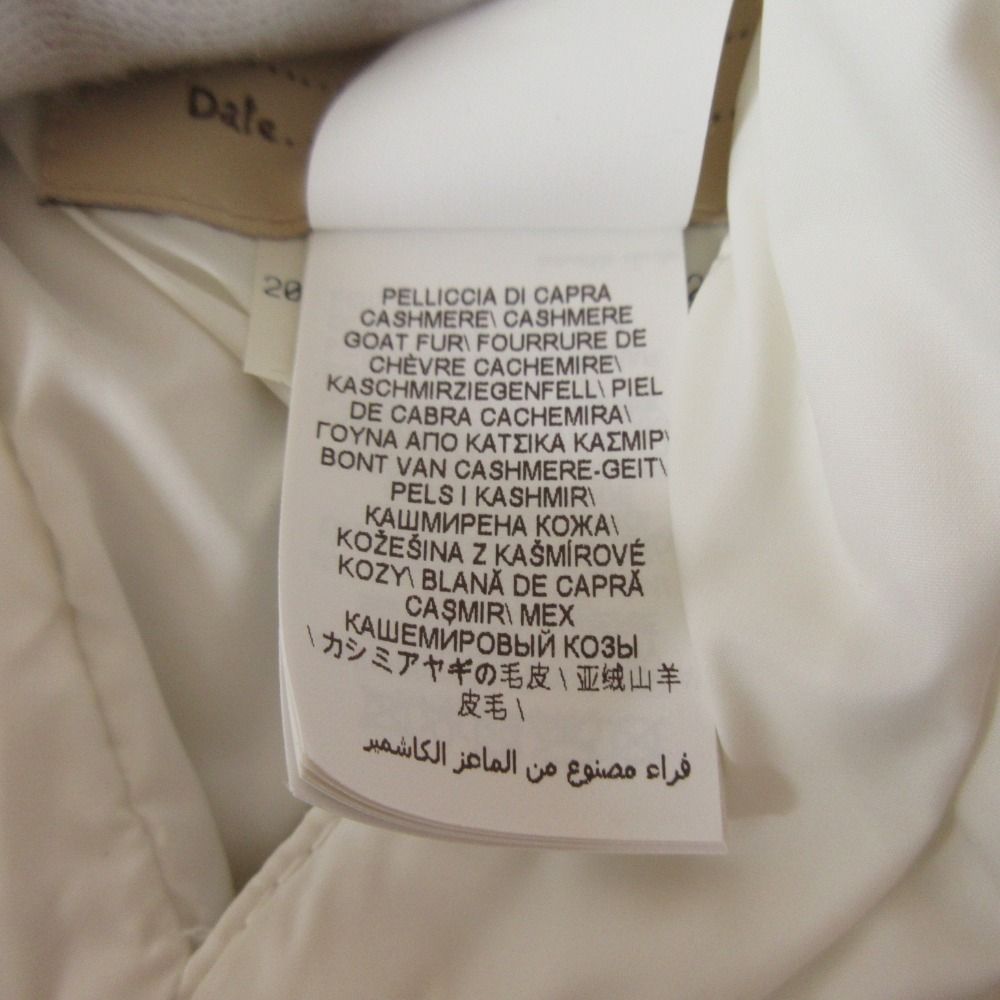 Date.
20
PELLICCIA DI CAPRA
CASHMERE\ CASHMERE
GOAT FUR\ FOURRURE DE
CHÈVRE CACHEMIRE\
KASCHMIRZIEGENFELL\ PIEL
DE CABRA CACHEMIRA\
ΓΟΥΝΑ ΑΠΟ ΚΑΤΣΙΚΑ ΚΑΣΜΙΡ\
BONT VAN CASHMERE-GEIT\
PELS I KASHMIR\
КАШМИРЕНА КОЖА\
KOŽEŠINA Z KAŠMÍROVÉ
KOZY\ BLANĂ DE CAPRĂ
CAŞMIR\ МЕХ
КАШЕМИРОВЫЙ КОЗЫ
\ カシミアヤギの毛皮 \ 亚绒山羊
皮毛 \
فراء مصنوع من الماعز الكاشمير